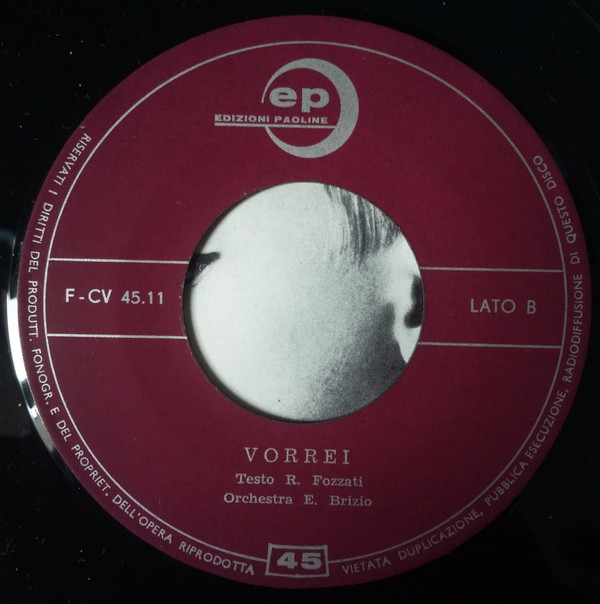 ep
EDIZIONI PAOLINE
F-CV 45.11
LATO B
VORREI
Testo R. Fozzati
Orchestra E. Brizio
45
RISERVATI I DIRITTI DEL PRODUTT. FONOGR. E DEL PROPRIET. DELL'OPERA RIPRODOTTA
VIETATA DUPLICAZIONE, PUBBLICA ESECUZIONE, RADIODIFFUSIONE DI QUESTO DISCO